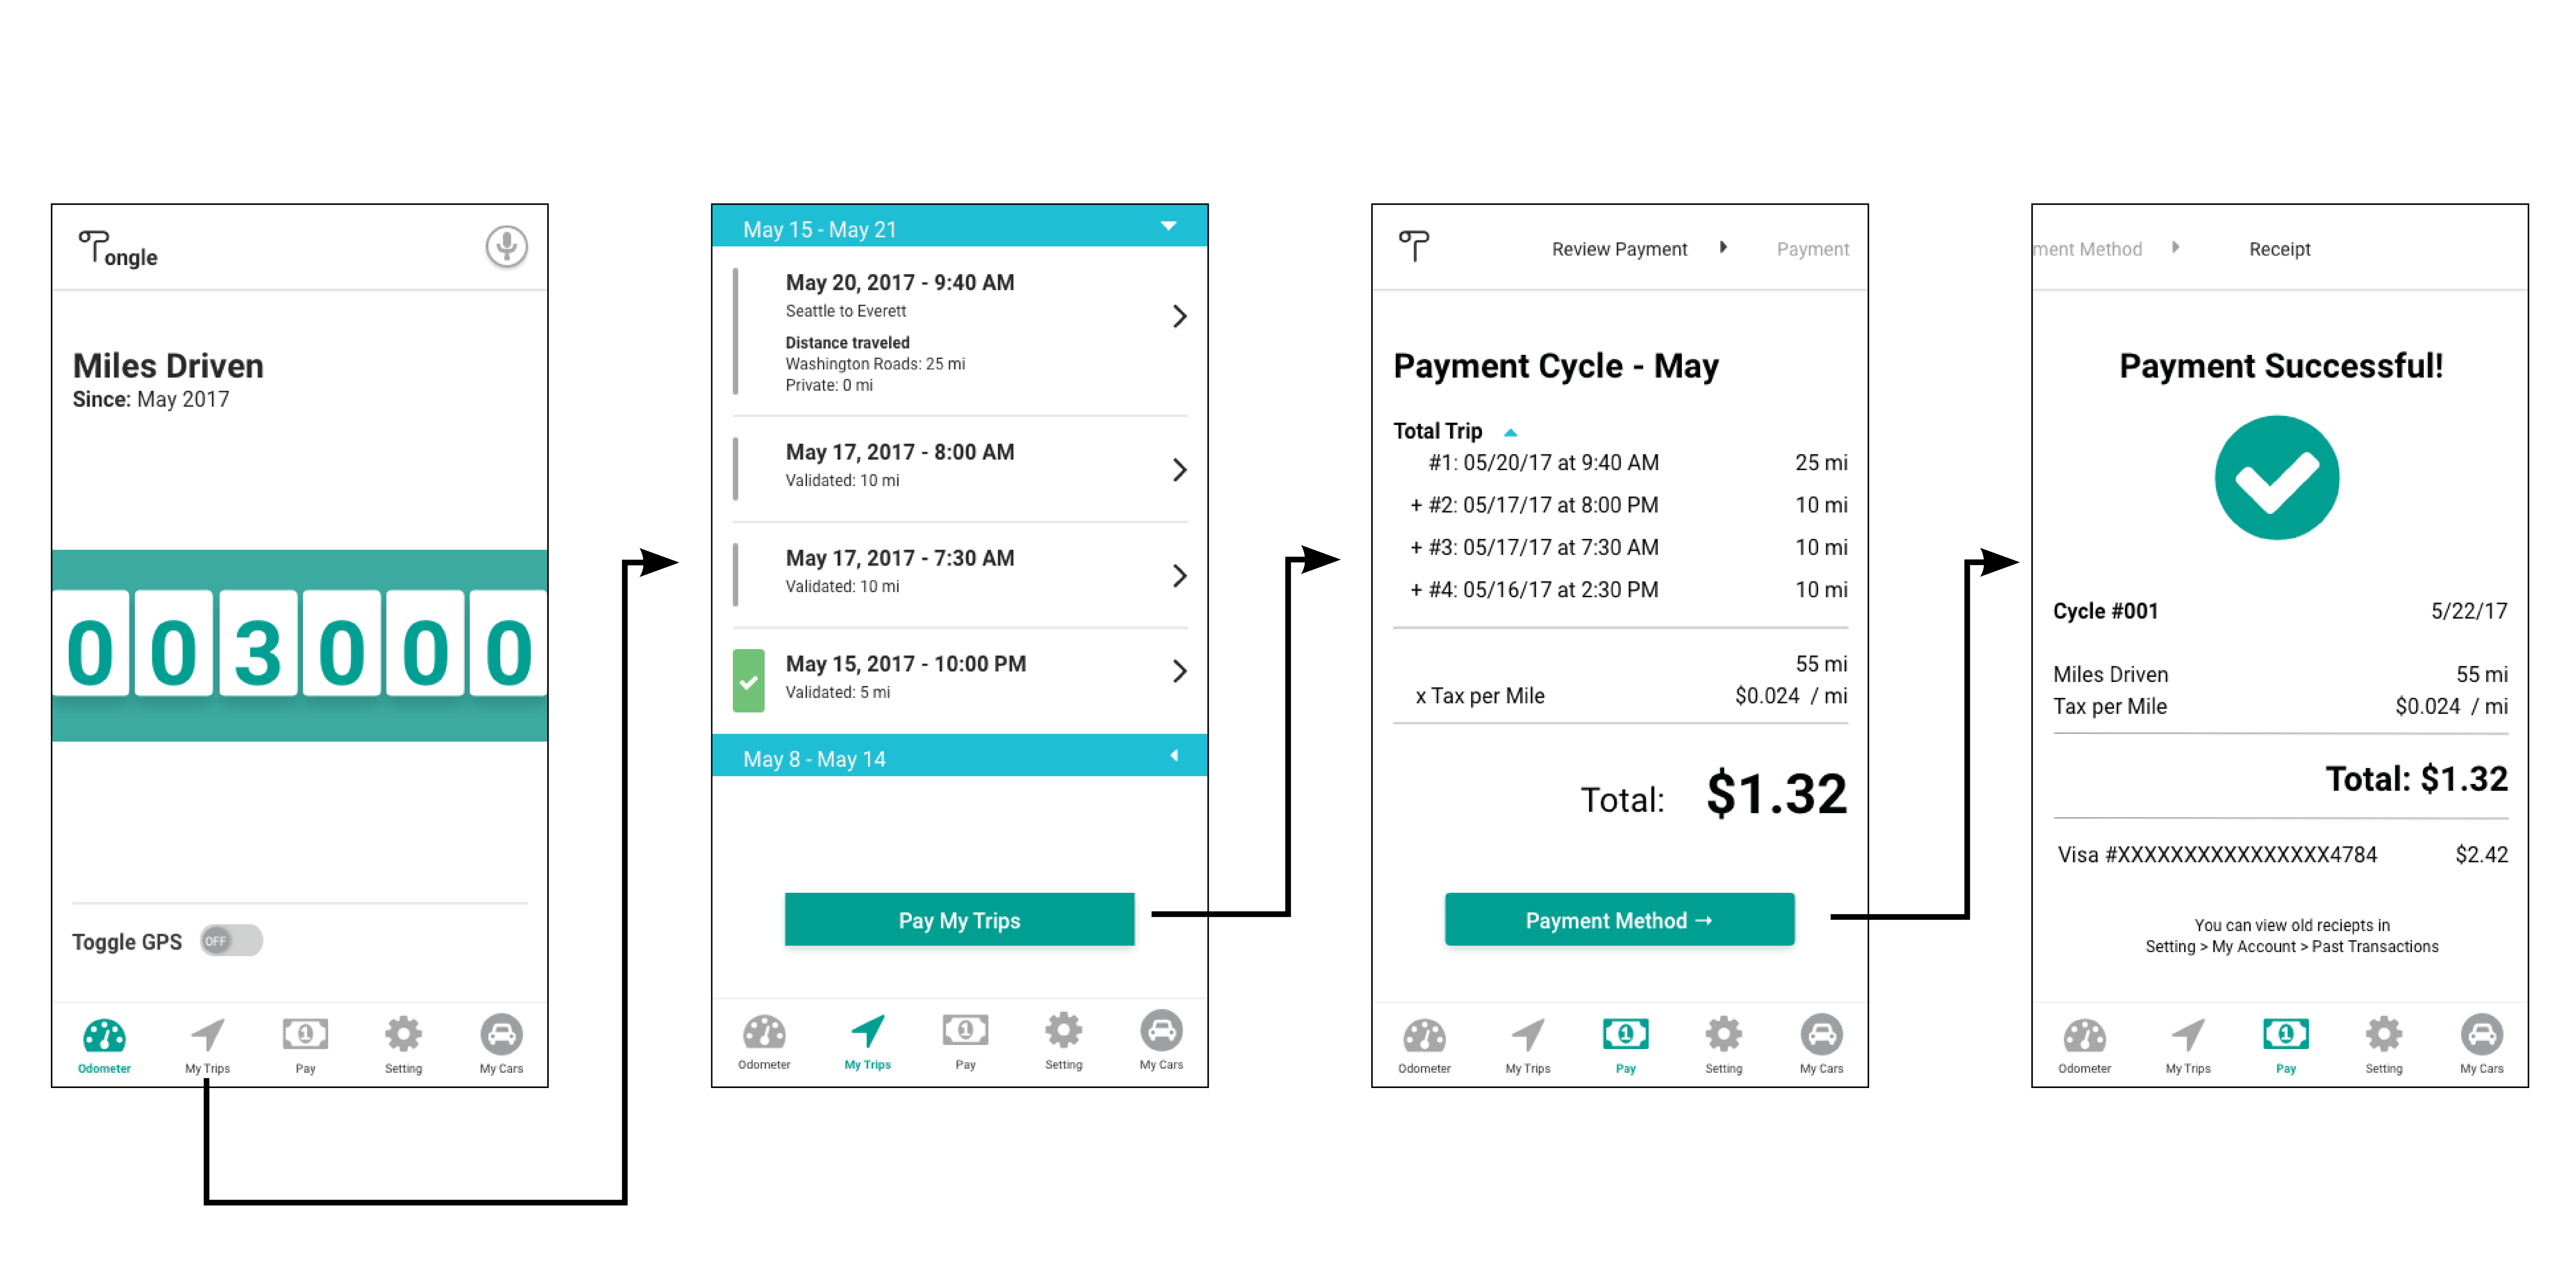 Tongle
Miles Driven
Since: May 2017
0 0 3 0 0 0
Toggle GPS OFF
Odometer My Trips Pay Setting My Cars
May 15 - May 21
May 20, 2017 - 9:40 AM
Seattle to Everett
Distance traveled
Washington Roads: 25 mi
Private: 0 mi
May 17, 2017 - 8:00 AM
Validated: 10 mi
May 17, 2017 - 7:30 AM
Validated: 10 mi
May 15, 2017 - 10:00 PM
Validated: 5 mi
May 8 - May 14
Pay My Trips
Odometer My Trips 1 Pay Setting My Cars
T
Review Payment Payment
Payment Cycle - May
Total Trip
#1: 05/20/17 at 9:40 AM 25 mi
+ #2: 05/17/17 at 8:00 PM 10 mi
+ #3: 05/17/17 at 7:30 AM 10 mi
+ #4: 05/16/17 at 2:30 PM 10 mi
55 mi
x Tax per Mile $0.024 / mi
Total: $1.32
Payment Method →
Odometer My Trips Pay Setting My Cars
ment Method Receipt
Payment Successful!
Cycle #001 5/22/17
Miles Driven 55 mi
Tax per Mile $0.024 / mi
Total: $1.32
Visa #XXXXXXXXXXXXXXXX4784 $2.42
You can view old reciepts in
Setting > My Account > Past Transactions
Odometer My Trips Pay Setting My Cars